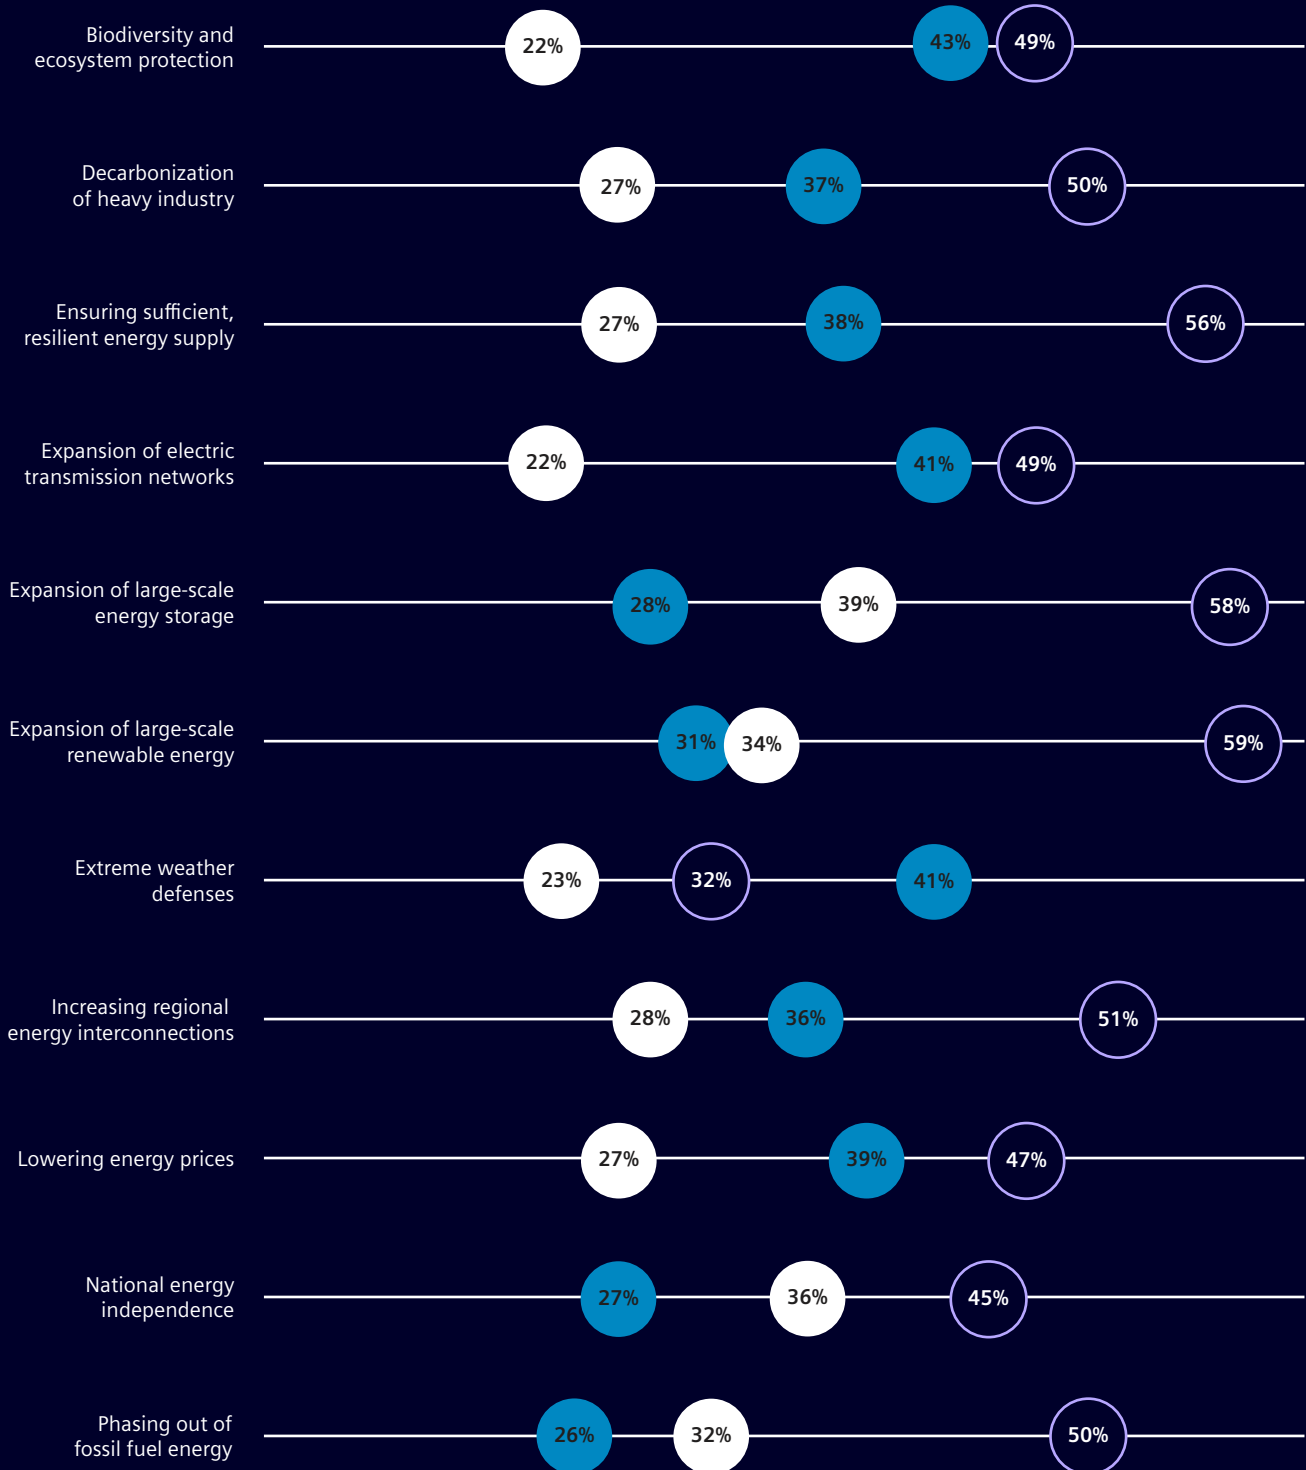 Biodiversity and
ecosystem protection
22% 43% 49%
Decarbonization
of heavy industry
27% 37% 50%
Ensuring sufficient,
resilient energy supply
27% 38% 56%
Expansion of electric
transmission networks
22% 41% 49%
Expansion of large-scale
energy storage
28% 39% 58%
Expansion of large-scale
renewable energy
31% 34% 59%
Extreme weather
defenses
23% 32% 41%
Increasing regional
energy interconnections
28% 36% 51%
Lowering energy prices
27% 39% 47%
National energy
independence
27% 36% 45%
Phasing out of
fossil fuel energy
26% 32% 50%